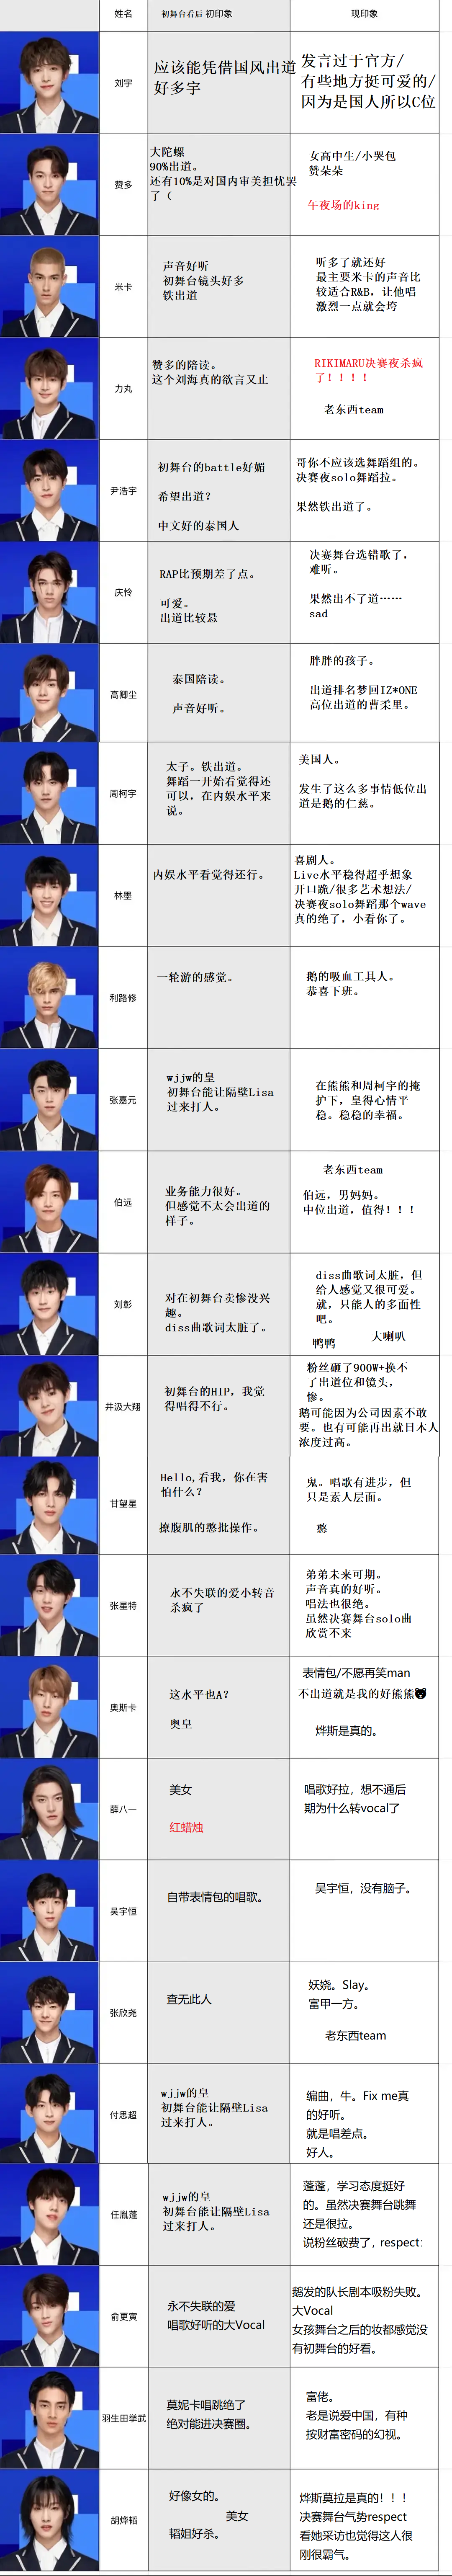 姓名
初舞台看后 初印象
现印象
刘宇
应该能凭借国风出道
好多宇
发言过于官方/
有些地方挺可爱的/
因为是国人所以C位
赞多
大陀螺
90%出道。
还有10%是对国内审美担忧罢
了（
女高中生/小哭包
赞朵朵
午夜场的king
米卡
声音好听
初舞台镜头好多
铁出道
听多了就还好
最主要米卡的声音比
较适合R&B，让他唱
激烈一点就会垮
力丸
赞多的陪读。
这个刘海真的欲言又止
RIKIMARU决赛夜杀疯
了！！！！
老东西team
尹浩宇
初舞台的battle好媚
希望出道？
中文好的泰国人
哥你不应该选舞蹈组的。
决赛夜solo舞蹈拉。
果然铁出道了。
庆怜
RAP比预期差了点。
可爱。
出道比较悬
决赛舞台选错歌了，
难听。
果然出不了道……
sad
高卿尘
泰国陪读。
声音好听。
胖胖的孩子。
出道排名梦回IZ*ONE
高位出道的曹柔里。
周柯宇
太子。铁出道。
舞蹈一开始看觉得还
可以，在内娱水平来
说。
美国人。
发生了这么多事情低位出
道是鹅的仁慈。
林墨
内娱水平看觉得还行。
喜剧人。
Live水平稳得超乎想象
开口跪/很多艺术想法/
决赛夜solo舞蹈那个wave
真的绝了，小看你了。
利路修
一轮游的感觉。
鹅的吸血工具人。
恭喜下班。
张嘉元
wjjw的皇
初舞台能让隔壁Lisa
过来打人。
在熊熊和周柯宇的掩
护下，皇得心情平
稳。稳稳的幸福。
伯远
业务能力很好。
但感觉不太会出道的
样子。
老东西team
伯远，男妈妈。
中位出道，值得！！！
刘彰
对在初舞台卖惨没兴
趣。
diss曲歌词太脏了。
diss曲歌词太脏，但
给人感觉又很可爱。
就，只能人的多面性
吧。
大喇叭
鸭鸭
井汲大翔
初舞台的HIP，我觉
得唱得不行。
粉丝砸了900W+换不
了出道位和镜头，
惨。
鹅可能因为公司因素不敢
要。也有可能再出就日本人
浓度过高。
甘望星
Hello,看我，你在害
怕什么？
撩腹肌的憨批操作。
鬼。唱歌有进步，但
只是素人层面。
憨
张星特
永不失联的爱小转音
杀疯了
弟弟未来可期。
声音真的好听。
唱法也很绝。
虽然决赛舞台solo曲
欣赏不来
奥斯卡
这水平也A？
奥皇
表情包/不愿再笑man
不出道就是我的好熊熊🐻
烨斯是真的。
薛八一
美女
红蜡烛
唱歌好拉，想不通后
期为什么转vocal了
吴宇恒
自带表情包的唱歌。
吴宇恒，没有脑子。
张欣尧
查无此人
妖娆。Slay。
富甲一方。
老东西team
付思超
wjjw的皇
初舞台能让隔壁Lisa
过来打人。
编曲，牛。Fix me真
的好听。
就是唱差点。
好人。
任胤蓬
wjjw的皇
初舞台能让隔壁Lisa
过来打人。
蓬蓬，学习态度挺好
的。虽然决赛舞台跳舞
还是很拉。
说粉丝破费了，respect：
俞更寅
永不失联的爱
唱歌好听的大Vocal
鹅发的队长剧本吸粉失败。
大Vocal
女孩舞台之后的妆都感觉没
有初舞台的好看。
羽生田挙武
莫妮卡唱跳绝了
绝对能进决赛圈。
富佬。
老是说爱中国，有种
按财富密码的幻视。
胡烨韬
好像女的。
美女
韬姐好杀。
烨斯莫拉是真的！！！
决赛舞台气势respect
看她采访也觉得这人很
刚很霸气。